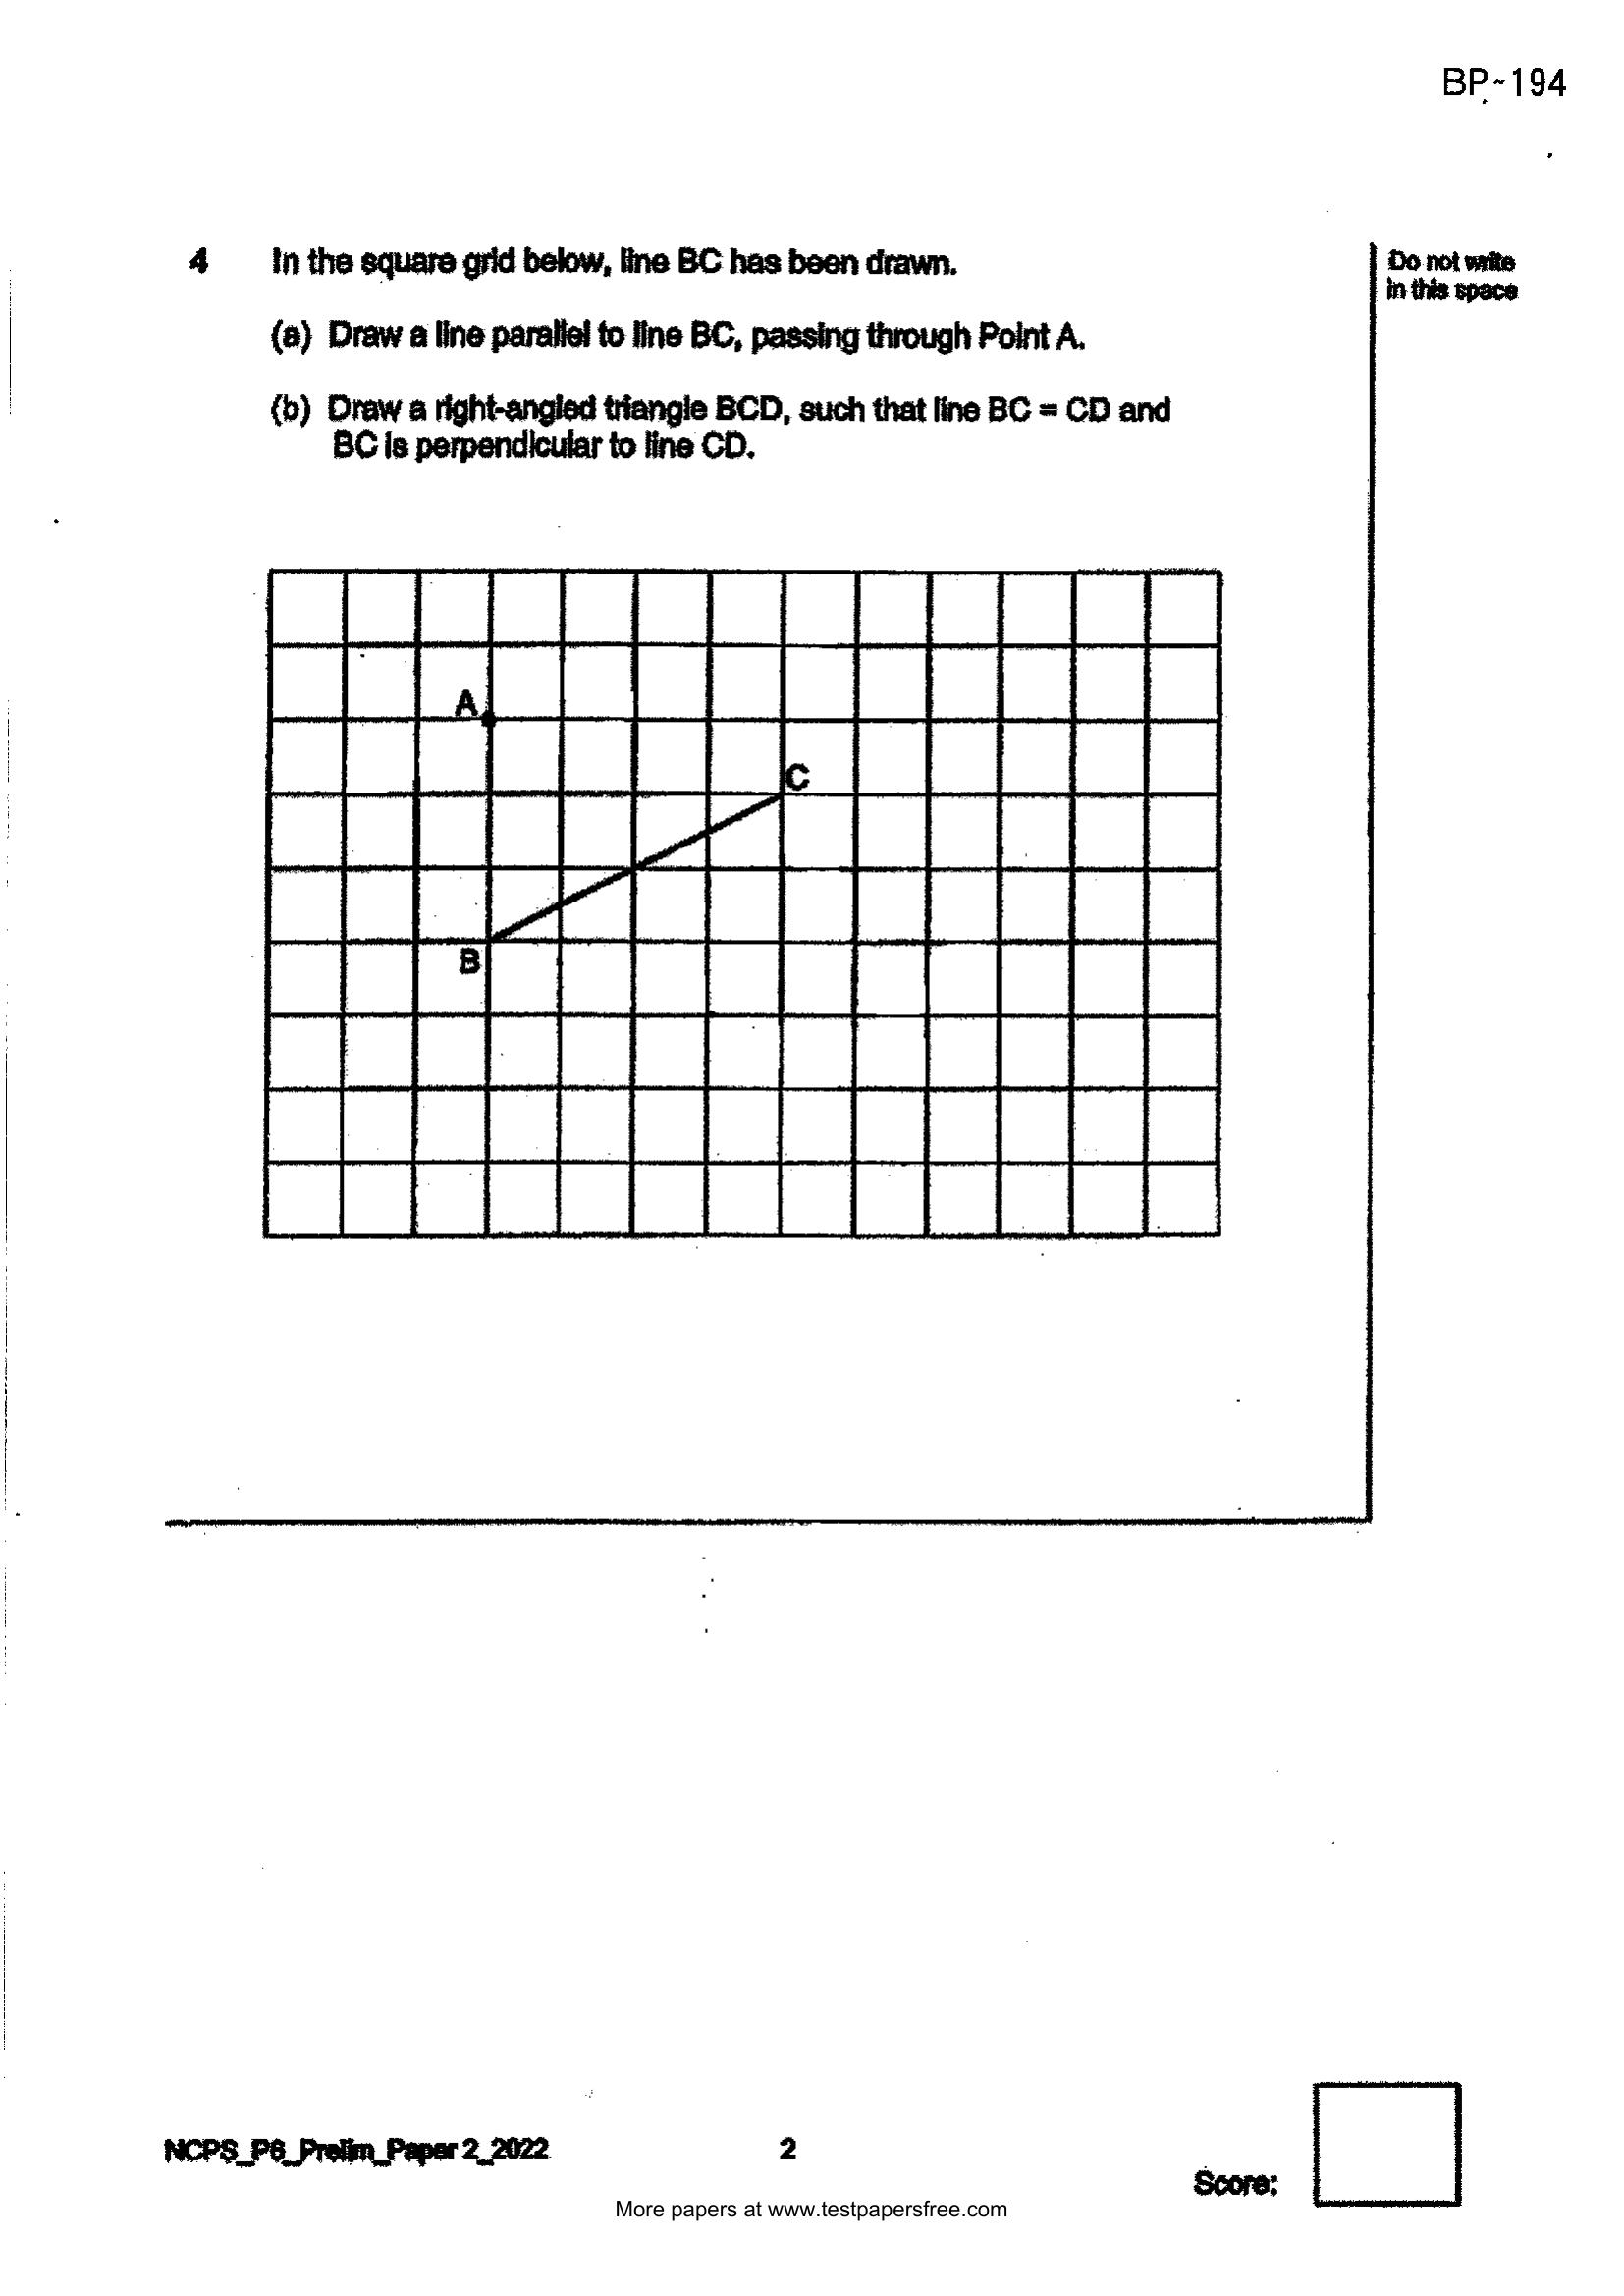 BP-194
4 In the square grid below, line BC has been drawn.
Do not write
in this space
(a) Draw a line parallel to line BC, passing through Point A.
(b) Draw a right-angled triangle BCD, such that line BC = CD and
BC is perpendicular to line CD.
A
C
B
NCPS_P6_Prelim_Paper 2_2022
2
Score:
More papers at www.testpapersfree.com